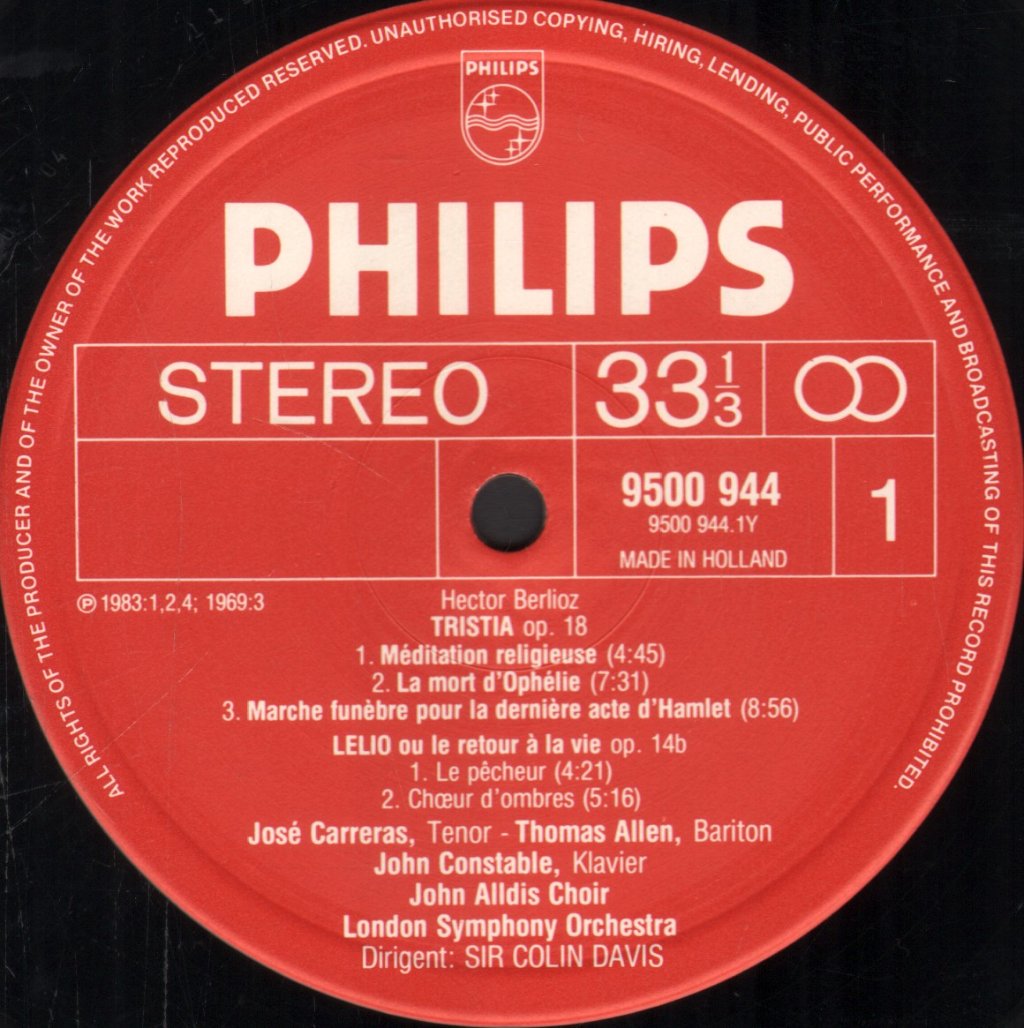 ALL RIGHTS OF THE PRODUCER AND OF THE OWNER OF THE WORK REPRODUCED RESERVED. UNAUTHORISED COPYING, HIRING, LENDING, PUBLIC PERFORMANCE AND BROADCASTING OF THIS RECORD PROHIBITED.
PHILIPS
PHILIPS
STEREO
33 1/3
9500 944
9500 944.1Y
MADE IN HOLLAND
1
℗ 1983:1,2,4; 1969:3
Hector Berlioz
TRISTIA op. 18
1. Méditation religieuse (4:45)
2. La mort d'Ophélie (7:31)
3. Marche funèbre pour la dernière acte d'Hamlet (8:56)
LELIO ou le retour à la vie op. 14b
1. Le pêcheur (4:21)
2. Chœur d'ombres (5:16)
José Carreras, Tenor - Thomas Allen, Bariton
John Constable, Klavier
John Alldis Choir
London Symphony Orchestra
Dirigent: SIR COLIN DAVIS